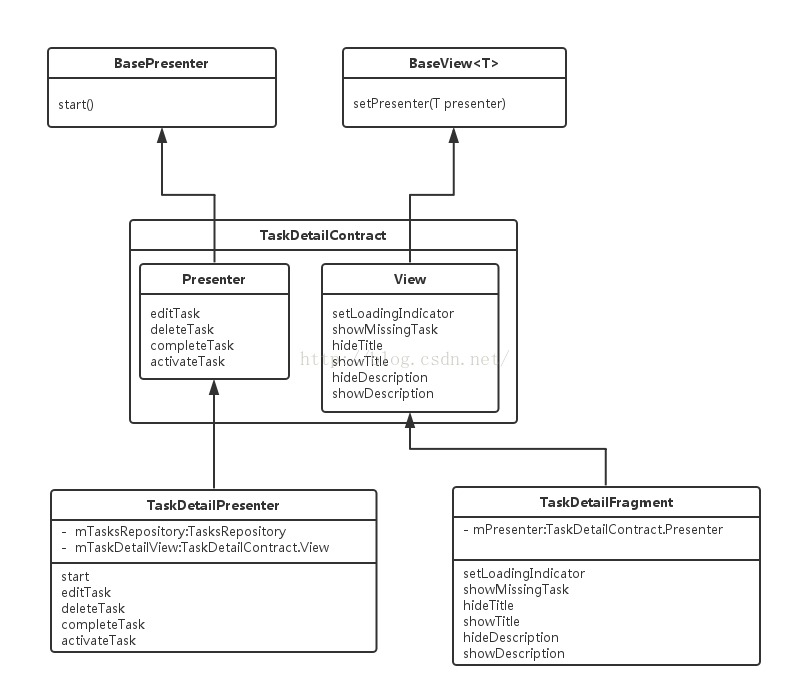 BasePresenter
start()
BaseView<T>
setPresenter(T presenter)
TaskDetailContract
Presenter
editTask
deleteTask
completeTask
activateTask
View
setLoadingIndicator
showMissingTask
hideTitle
showTitle
hideDescription
showDescription
http://blog.csdn.net/
TaskDetailPresenter
- mTasksRepository:TasksRepository
- mTaskDetailView:TaskDetailContract.View
start
editTask
deleteTask
completeTask
activateTask
TaskDetailFragment
- mPresenter:TaskDetailContract.Presenter
setLoadingIndicator
showMissingTask
hideTitle
showTitle
hideDescription
showDescription